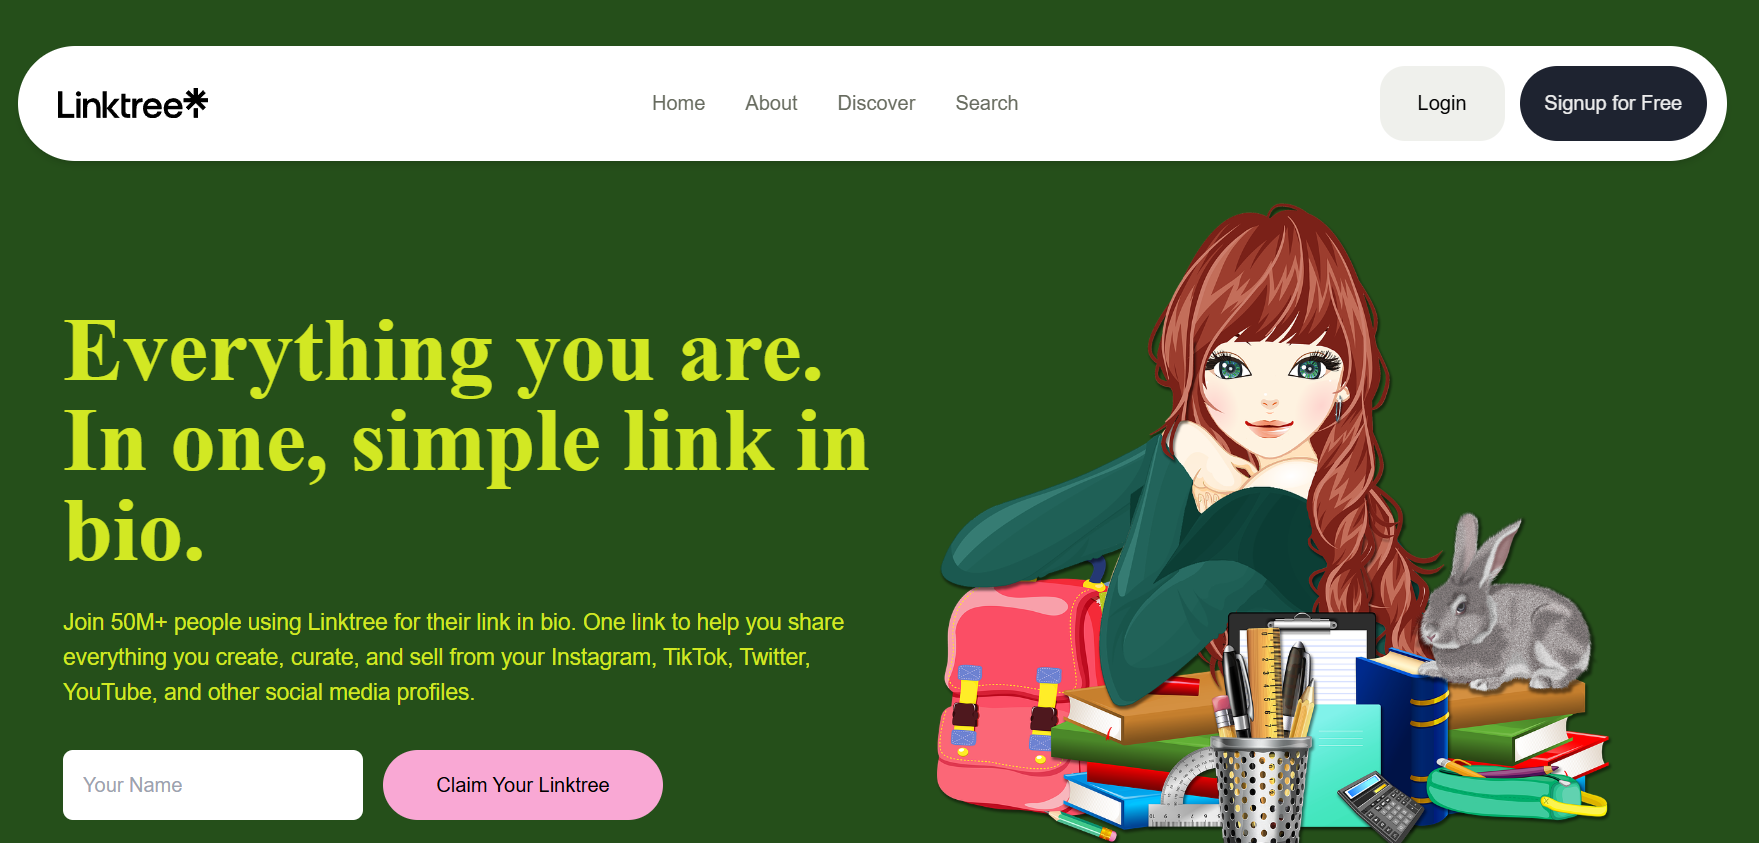 Linktree
Home
About
Discover
Search
Login
Signup for Free
Everything you are.
In one, simple link in
bio.
Join 50M+ people using Linktree for their link in bio. One link to help you share
everything you create, curate, and sell from your Instagram, TikTok, Twitter,
YouTube, and other social media profiles.
Your Name
Claim Your Linktree